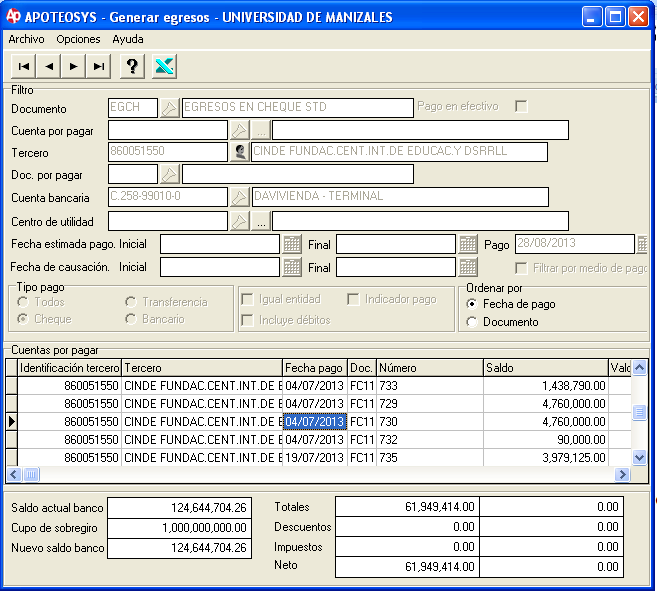 APOTEOSYS - Generar egresos - UNIVERSIDAD DE MANIZALES
Archivo Opciones Ayuda
Filtro
Documento EGCH EGRESOS EN CHEQUE STD Pago en efectivo
Cuenta por pagar ...
Tercero 860051550 CINDE FUNDAC.CENT.INT.DE EDUCAC.Y DSRRLL
Doc. por pagar
Cuenta bancaria C.258-99010-0 DAVIVIENDA - TERMINAL
Centro de utilidad ...
Fecha estimada pago. Inicial Final Pago 28/08/2013
Fecha de causación. Inicial Final Filtrar por medio de pago
Tipo pago Ordenar por
Todos Transferencia Igual entidad Indicador pago Fecha de pago
Cheque Bancario Incluye débitos Documento
Cuentas por pagar
Identificación tercero Tercero Fecha pago Doc. Número Saldo Valo
860051550 CINDE FUNDAC.CENT.INT.DE E 04/07/2013 FC11 733 1,438,790.00
860051550 CINDE FUNDAC.CENT.INT.DE E 04/07/2013 FC11 729 4,760,000.00
860051550 CINDE FUNDAC.CENT.INT.DE E 04/07/2013 FC11 730 4,760,000.00
860051550 CINDE FUNDAC.CENT.INT.DE E 04/07/2013 FC11 732 90,000.00
860051550 CINDE FUNDAC.CENT.INT.DE E 19/07/2013 FC11 735 3,979,125.00
Saldo actual banco 124,644,704.26 Totales 61,949,414.00 0.00
Cupo de sobregiro 1,000,000,000.00 Descuentos 0.00 0.00
Nuevo saldo banco 124,644,704.26 Impuestos 0.00 0.00
Neto 61,949,414.00 0.00